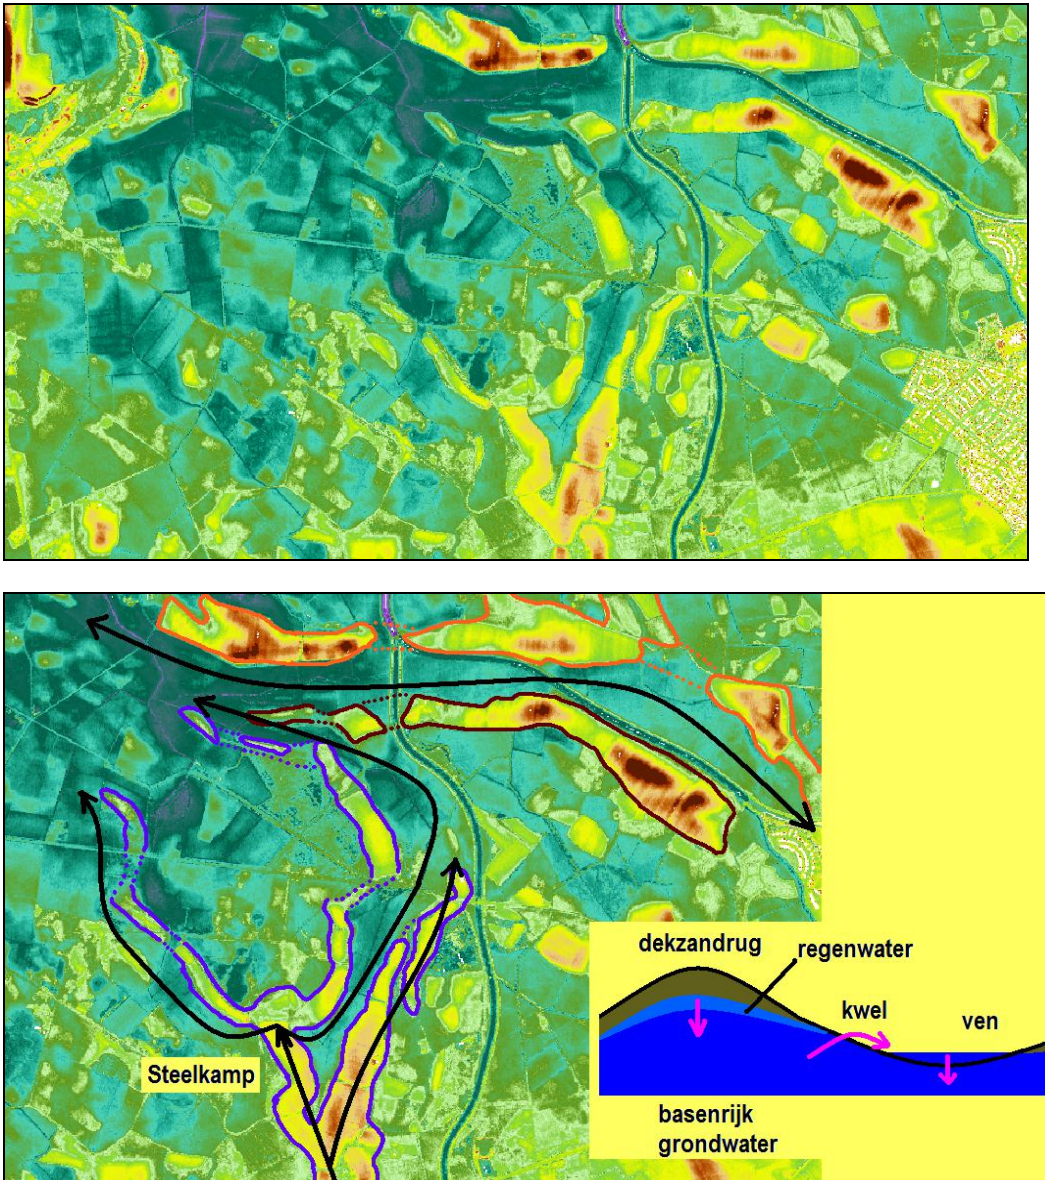 dekzandrug
regenwater
kwel
ven
Steelkamp
basenrijk
grondwater